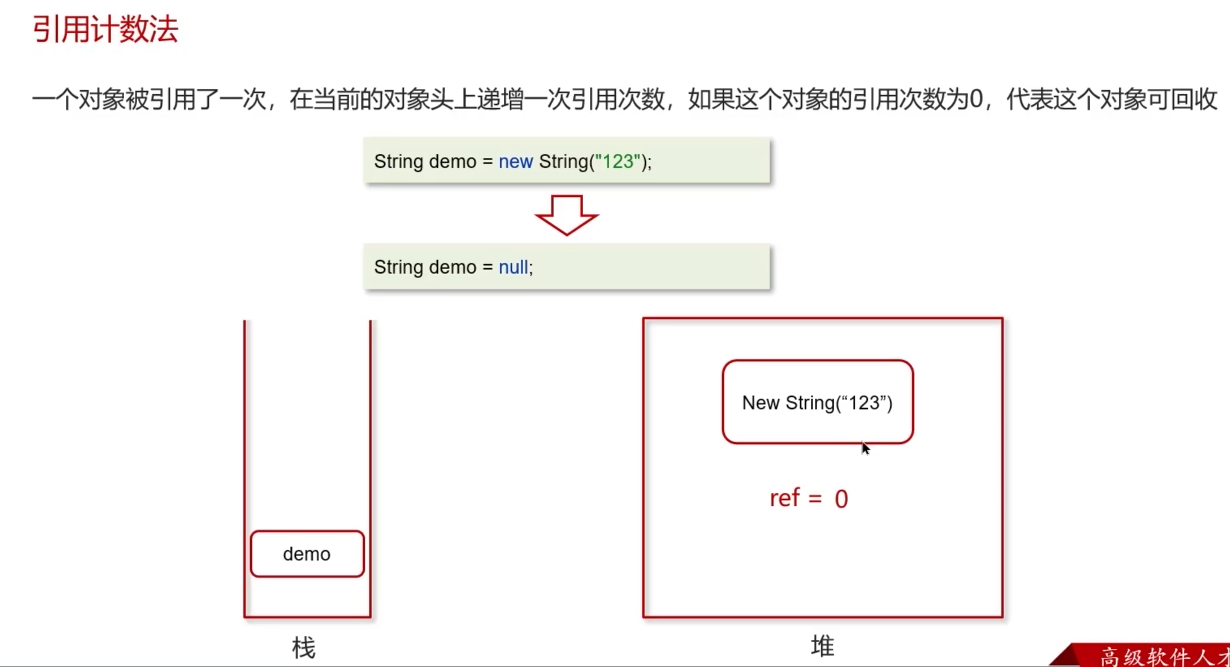 引用计数法
一个对象被引用了一次，在当前的对象头上递增一次引用次数，如果这个对象的引用次数为0，代表这个对象可回收
String demo = new String("123");
String demo = null;
New String(“123”)
ref = 0
demo
栈
堆
高级软件人才